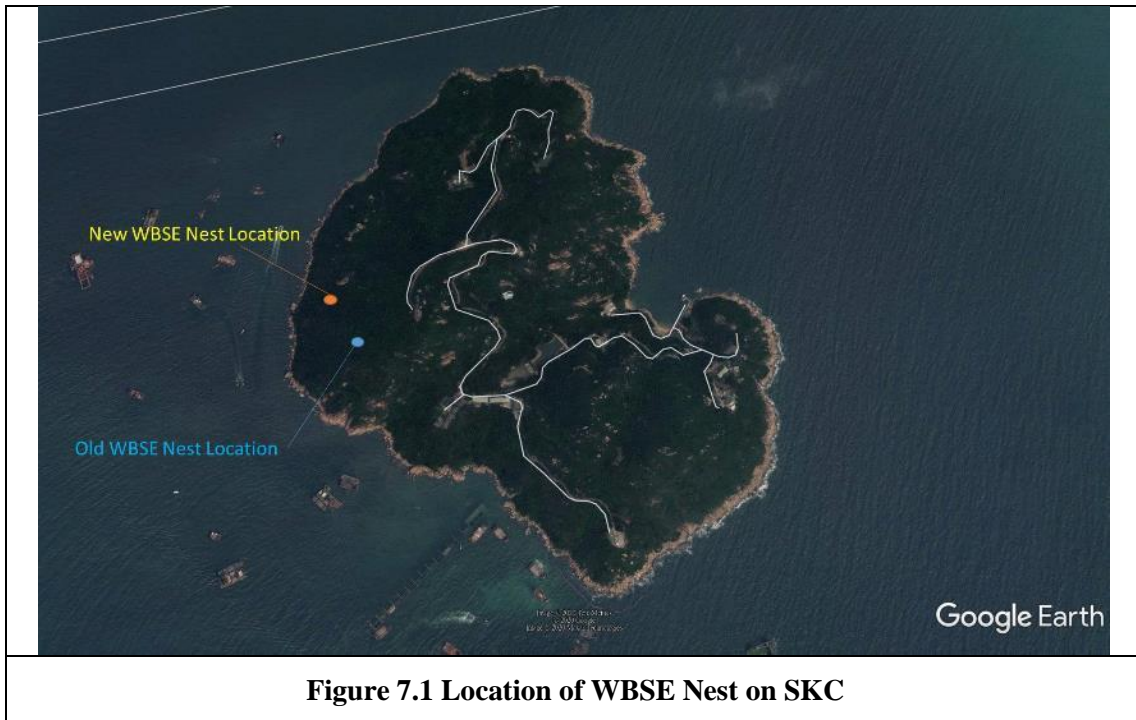 New WBSE Nest Location
Old WBSE Nest Location
Google Earth
Figure 7.1 Location of WBSE Nest on SKC